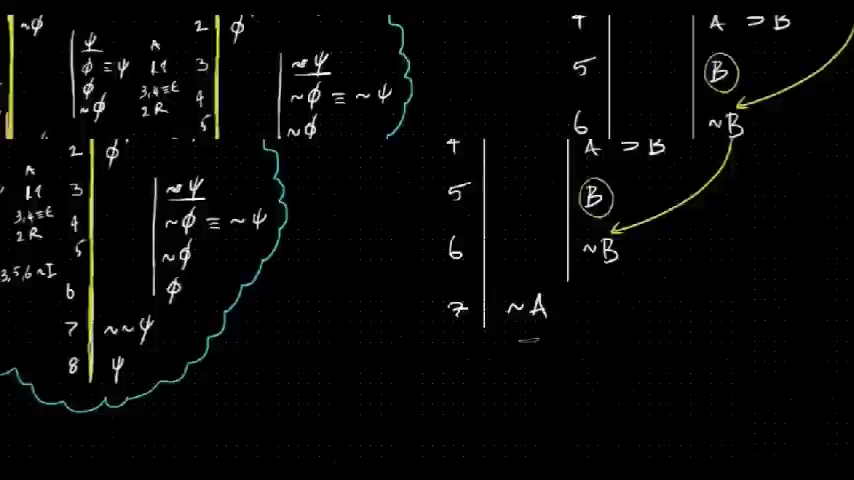 ~φ
ψ A
φ ≡ ψ 1.1
φ 3,4≡E
~φ 2 R
2 φ
3 ~ψ
4 ~φ ≡ ~ψ
5 ~φ
4 A ⊃ B
5 B
6 ~B
A
1.1
3,4≡E
2 R
3,5,6 ~I
2 φ
3 ~ψ
4 ~φ ≡ ~ψ
5 ~φ
6 φ
7 ~~ψ
8 ψ
4 A ⊃ B
5 B
6 ~B
7 ~A